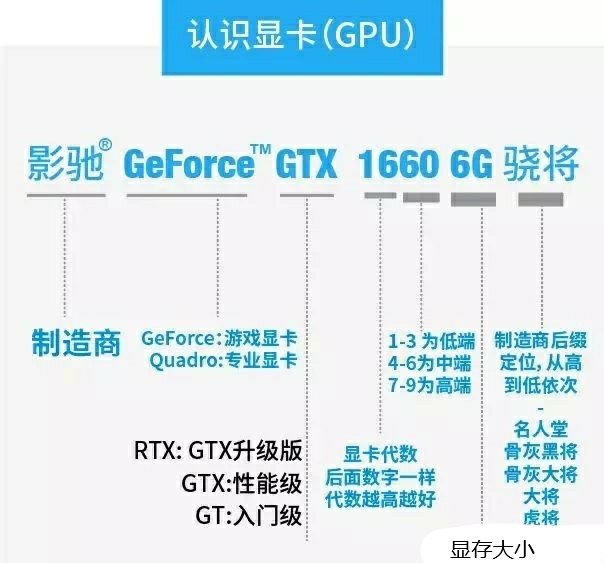 认识显卡(GPU)
影驰® GeForce™ GTX 1660 6G 骁将
制造商
GeForce:游戏显卡
Quadro:专业显卡
1-3 为低端
4-6为中端
7-9为高端
制造商后缀
定位,从高
到低依次
-
名人堂
骨灰黑将
骨灰大将
大将
虎将
RTX: GTX升级版
GTX:性能级
GT:入门级
显卡代数
后面数字一样
代数越高越好
显存大小